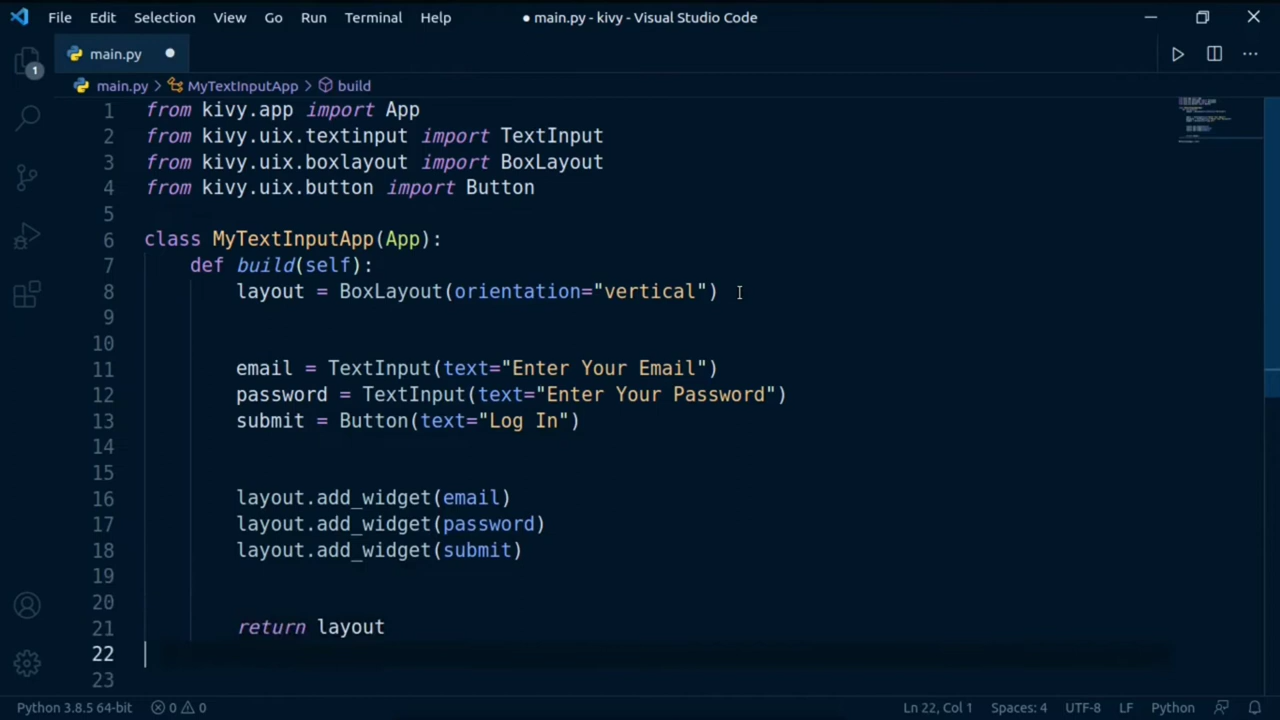 File Edit Selection View Go Run Terminal Help ● main.py - kivy - Visual Studio Code
main.py ●
1
main.py > MyTextInputApp > build
1 from kivy.app import App
2 from kivy.uix.textinput import TextInput
3 from kivy.uix.boxlayout import BoxLayout
4 from kivy.uix.button import Button
5
6 class MyTextInputApp(App):
7 def build(self):
8 layout = BoxLayout(orientation="vertical")
9
10
11 email = TextInput(text="Enter Your Email")
12 password = TextInput(text="Enter Your Password")
13 submit = Button(text="Log In")
14
15
16 layout.add_widget(email)
17 layout.add_widget(password)
18 layout.add_widget(submit)
19
20
21 return layout
22
23
Python 3.8.5 64-bit 0 0 Ln 22, Col 1 Spaces: 4 UTF-8 LF Python